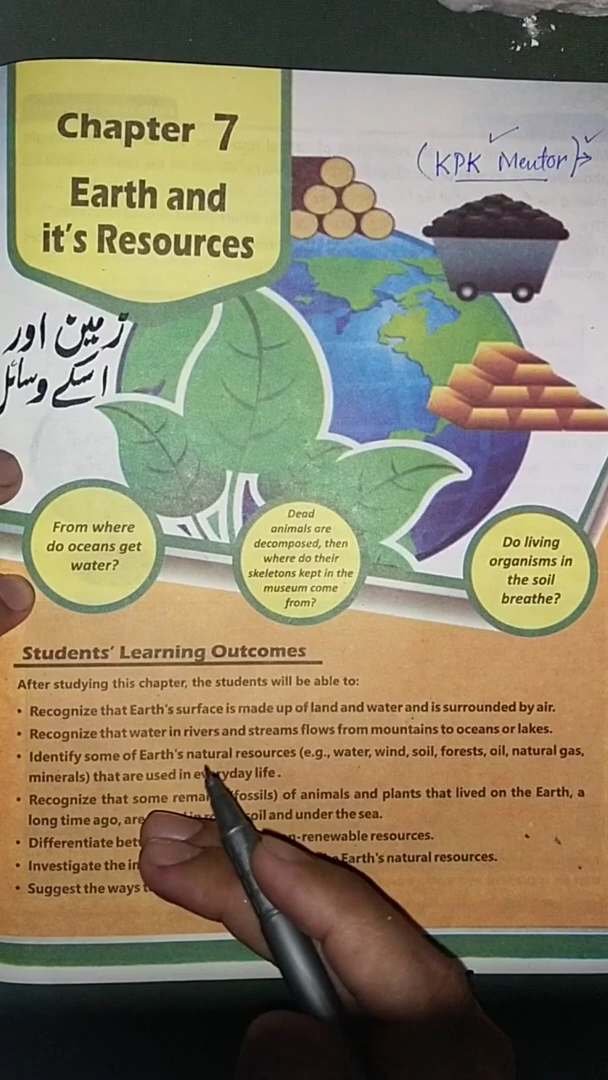 Chapter 7
Earth and
it's Resources
(KPK Mentor)
زمین اور
اسکے وسائل
From where
do oceans get
water?
Dead
animals are
decomposed, then
where do their
skeletons kept in the
museum come
from?
Do living
organisms in
the soil
breathe?
Students' Learning Outcomes
After studying this chapter, the students will be able to:
• Recognize that Earth's surface is made up of land and water and is surrounded by air.
• Recognize that water in rivers and streams flows from mountains to oceans or lakes.
• Identify some of Earth's natural resources (e.g., water, wind, soil, forests, oil, natural gas,
minerals) that are used in everyday life.
• Recognize that some (fossils) of animals and plants that lived on the Earth, a
long time ago, are soil and under the sea.
• Differentiate non-renewable resources.
• Investigate the Earth's natural resources.
• Suggest the ways